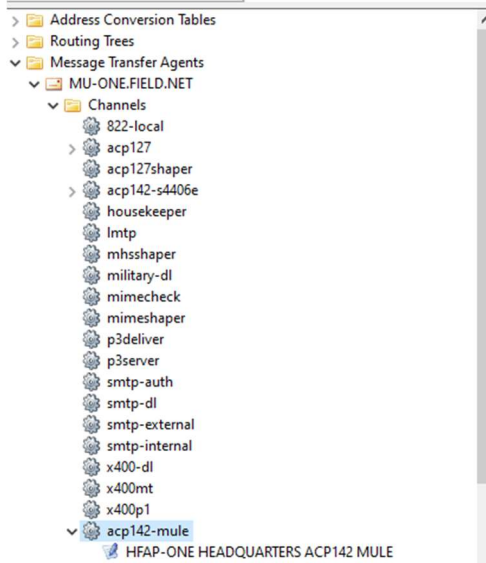 Address Conversion Tables
Routing Trees
Message Transfer Agents
MU-ONE.FIELD.NET
Channels
822-local
acp127
acp127shaper
acp142-s4406e
housekeeper
lmtp
mhsshaper
military-dl
mimecheck
mimeshaper
p3deliver
p3server
smtp-auth
smtp-dl
smtp-external
smtp-internal
x400-dl
x400mt
x400p1
acp142-mule
HFAP-ONE HEADQUARTERS ACP142 MULE